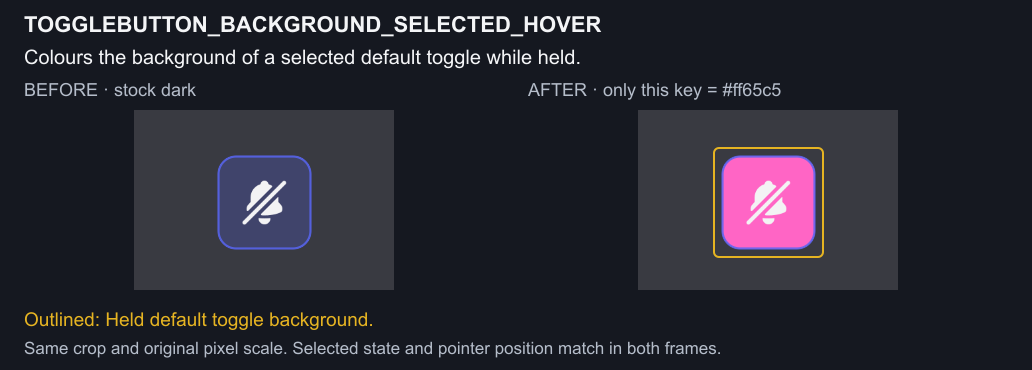 TOGGLEBUTTON_BACKGROUND_SELECTED_HOVER
Colours the background of a selected default toggle while held.
BEFORE · stock dark
AFTER · only this key = #ff65c5
Outlined: Held default toggle background.
Same crop and original pixel scale. Selected state and pointer position match in both frames.